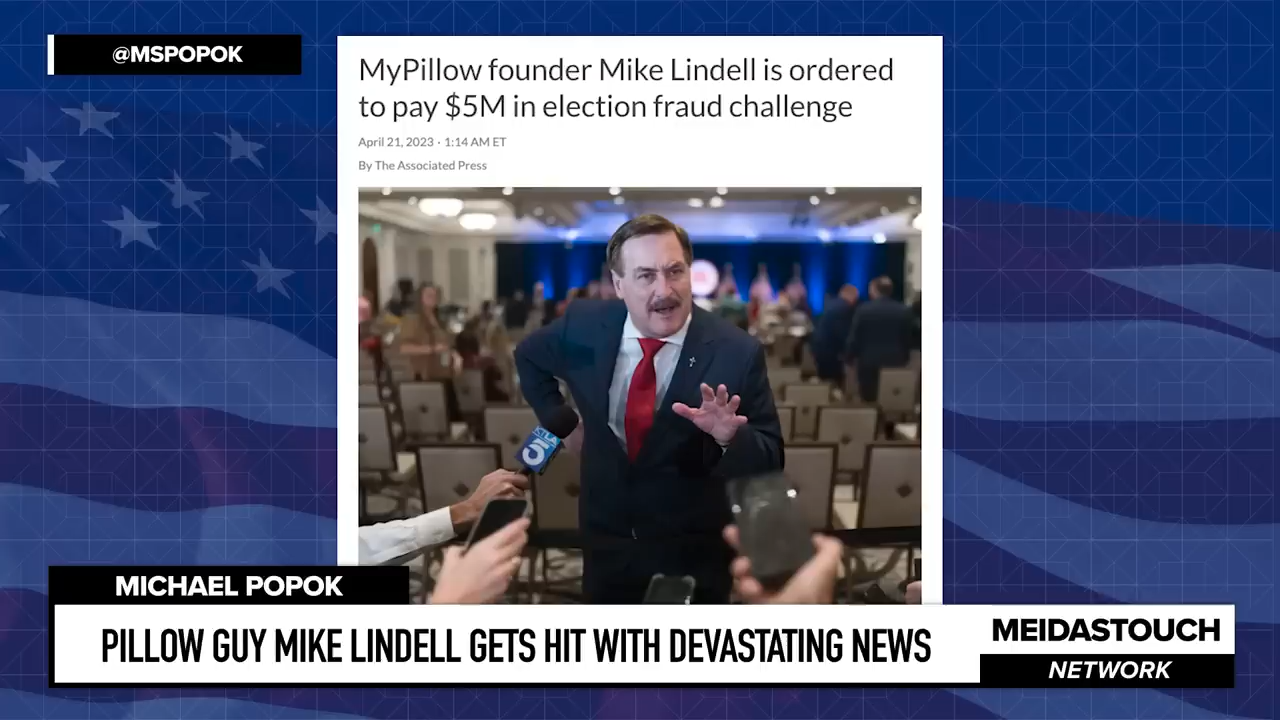 @MSPOPOK
MyPillow founder Mike Lindell is ordered
to pay $5M in election fraud challenge
April 21, 2023 · 1:14 AM ET
By The Associated Press
KTLA
5
MICHAEL POPOK
PILLOW GUY MIKE LINDELL GETS HIT WITH DEVASTATING NEWS
MEIDASTOUCH
NETWORK